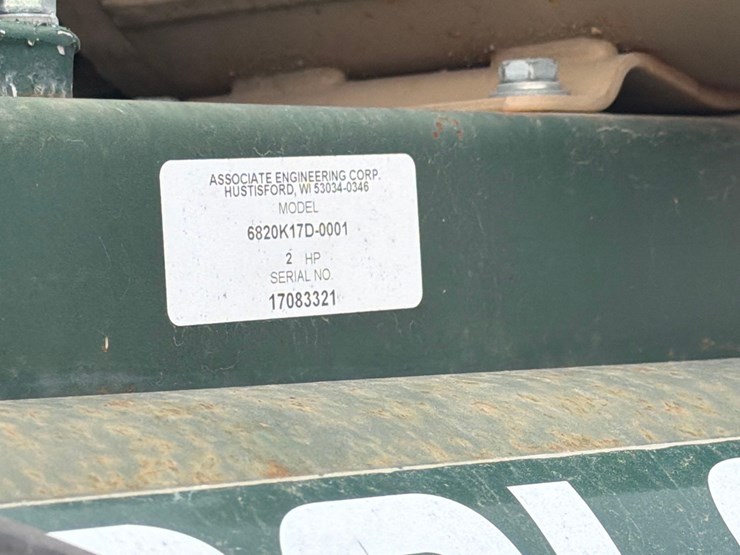 ASSOCIATE ENGINEERING CORP.
HUSTISFORD, WI 53034-0346
MODEL
6820K17D-0001
2 HP
SERIAL NO.
17083321